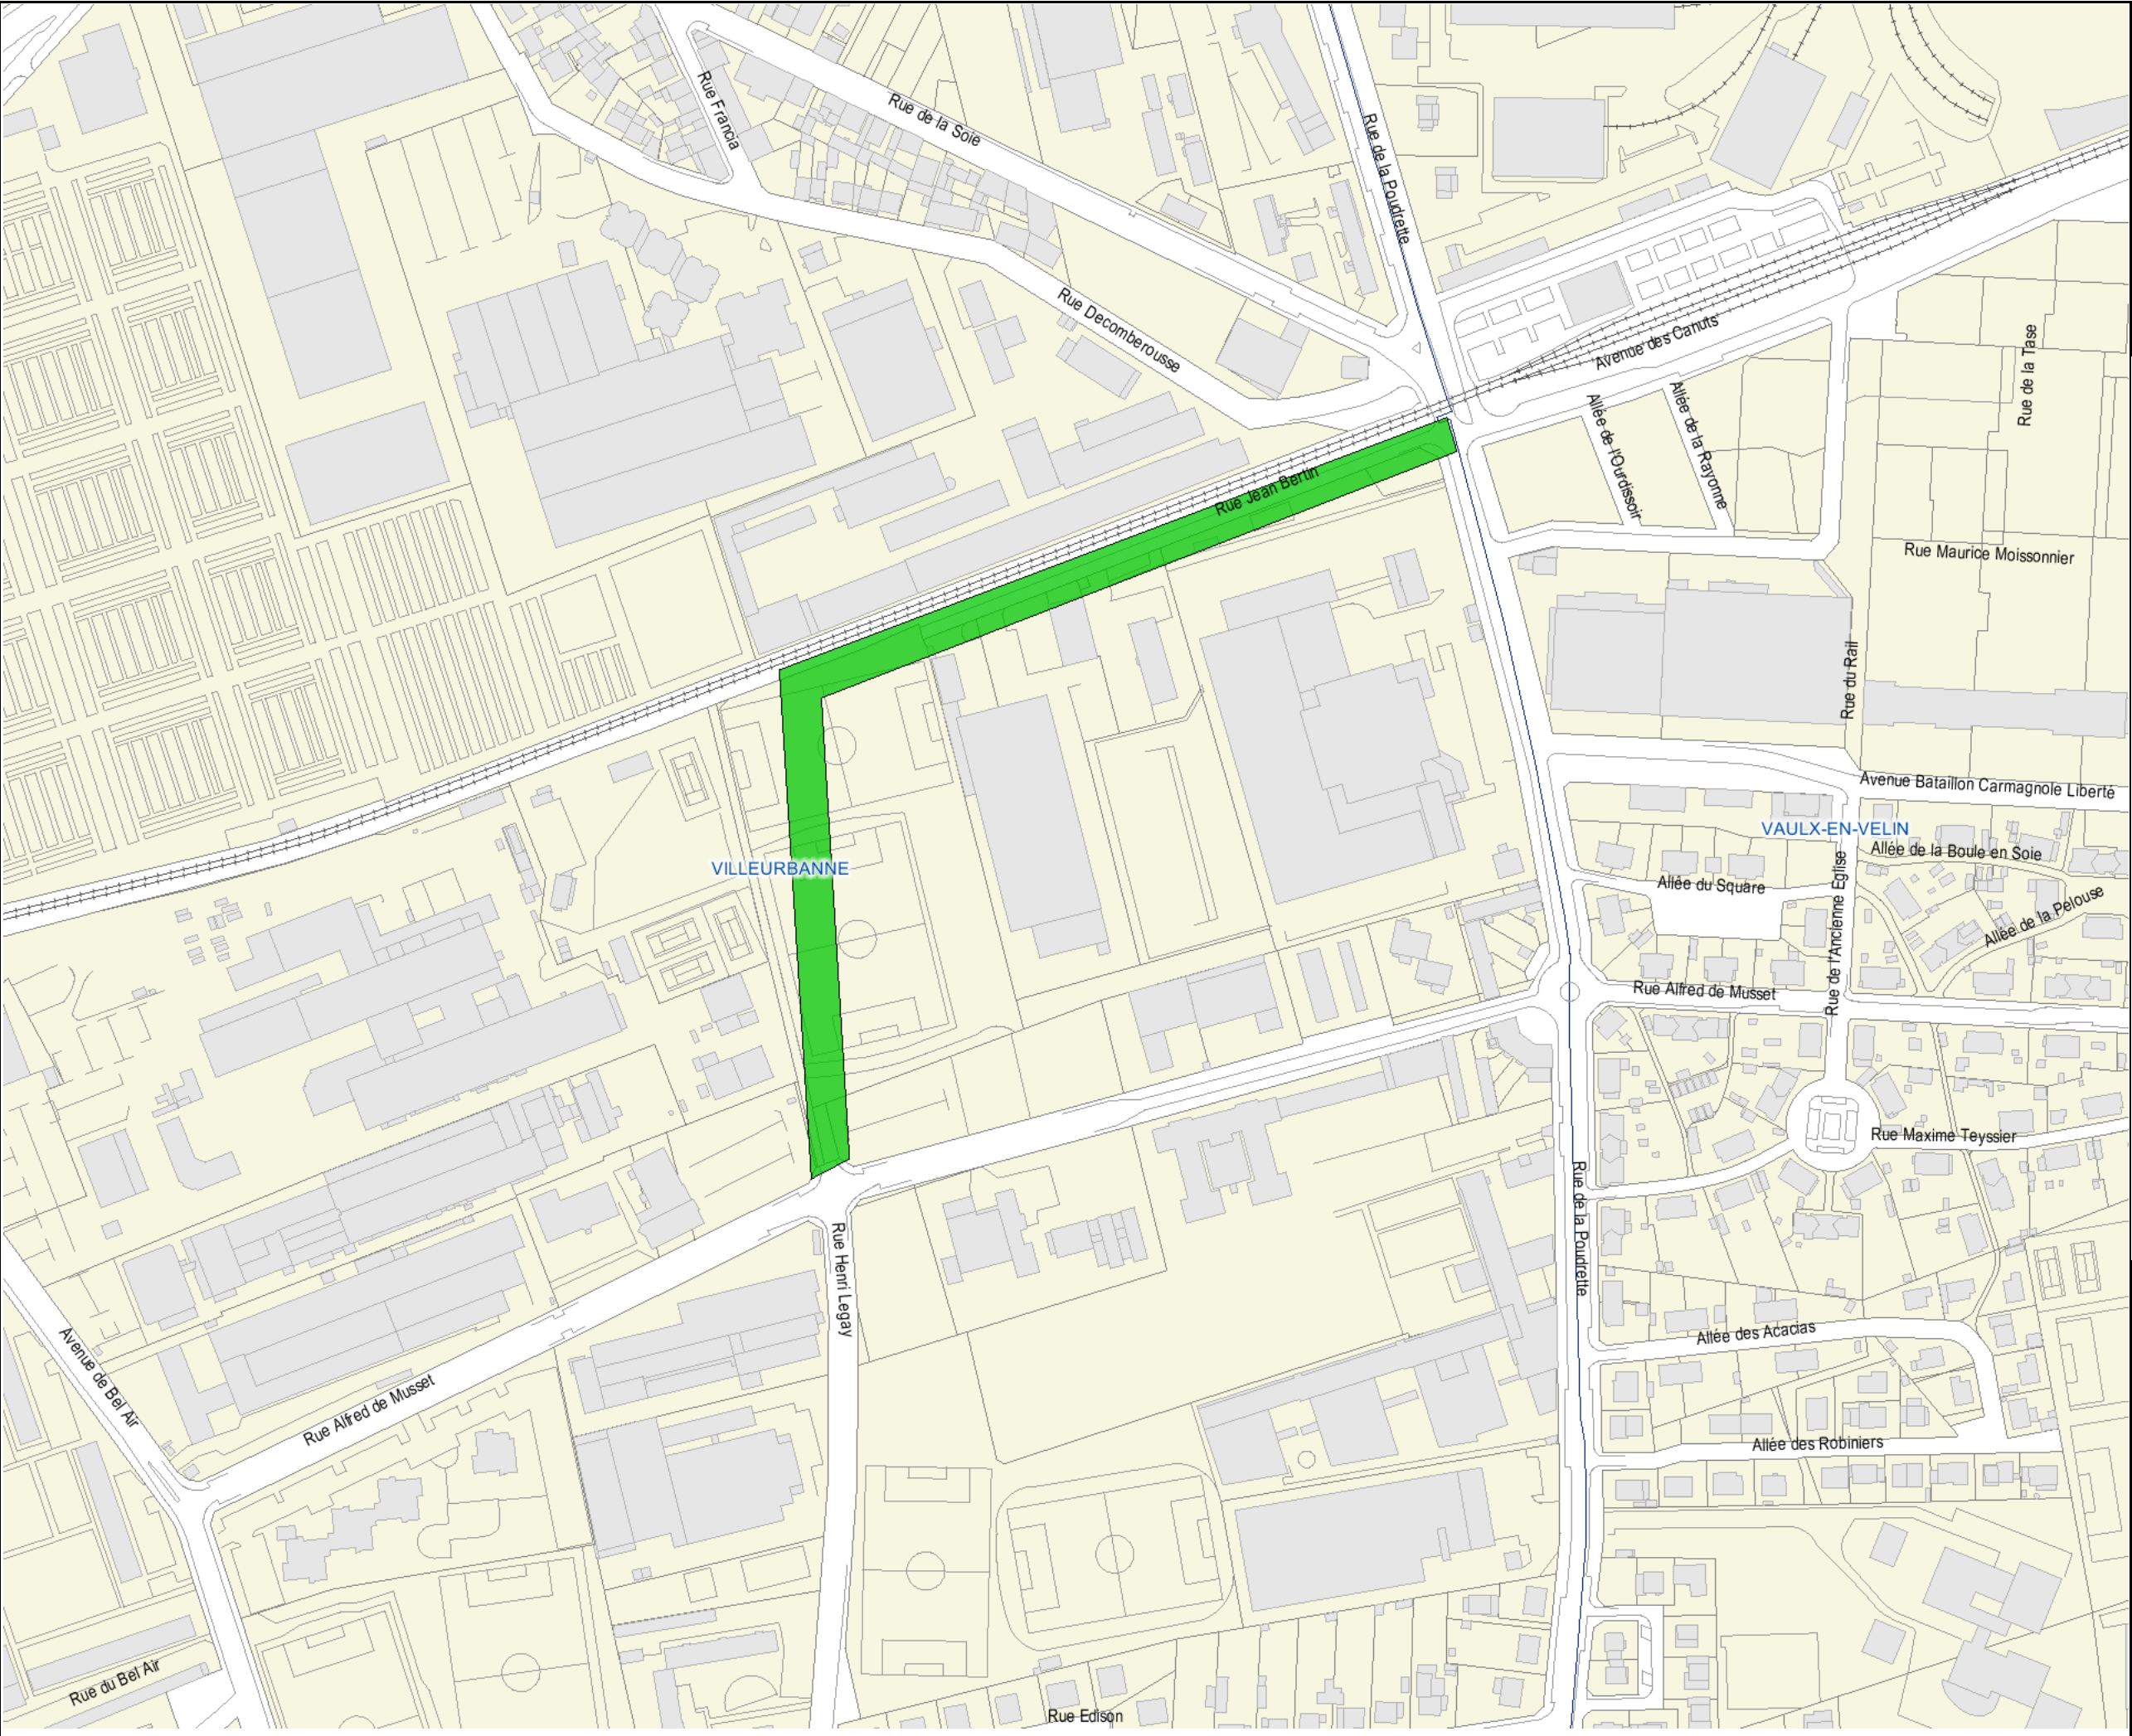 Rue Francia
Rue de la Soie
Rue de la Poudrette
Rue Decomberousse
Avenue des Canuts
Rue de la Tase
Allée de l'Ourdissoir
Allée de la Rayonne
Rue Jean Bertin
Rue Maurice Moissonnier
Rue du Rail
Avenue Bataillon Carmagnole Liberté
VAULX-EN-VELIN
Allée de la Boule en Soie
VILLEURBANNE
Allée du Square
Rue de l'Ancienne Eglise
Allée de la Pelouse
Rue Alfred de Musset
Rue Maxime Teyssier
Rue de la Poudrette
Rue Henri Legay
Allée des Acacias
Avenue de Bel Air
Rue Alfred de Musset
Allée des Robiniers
Rue du Bel Air
Rue Edison